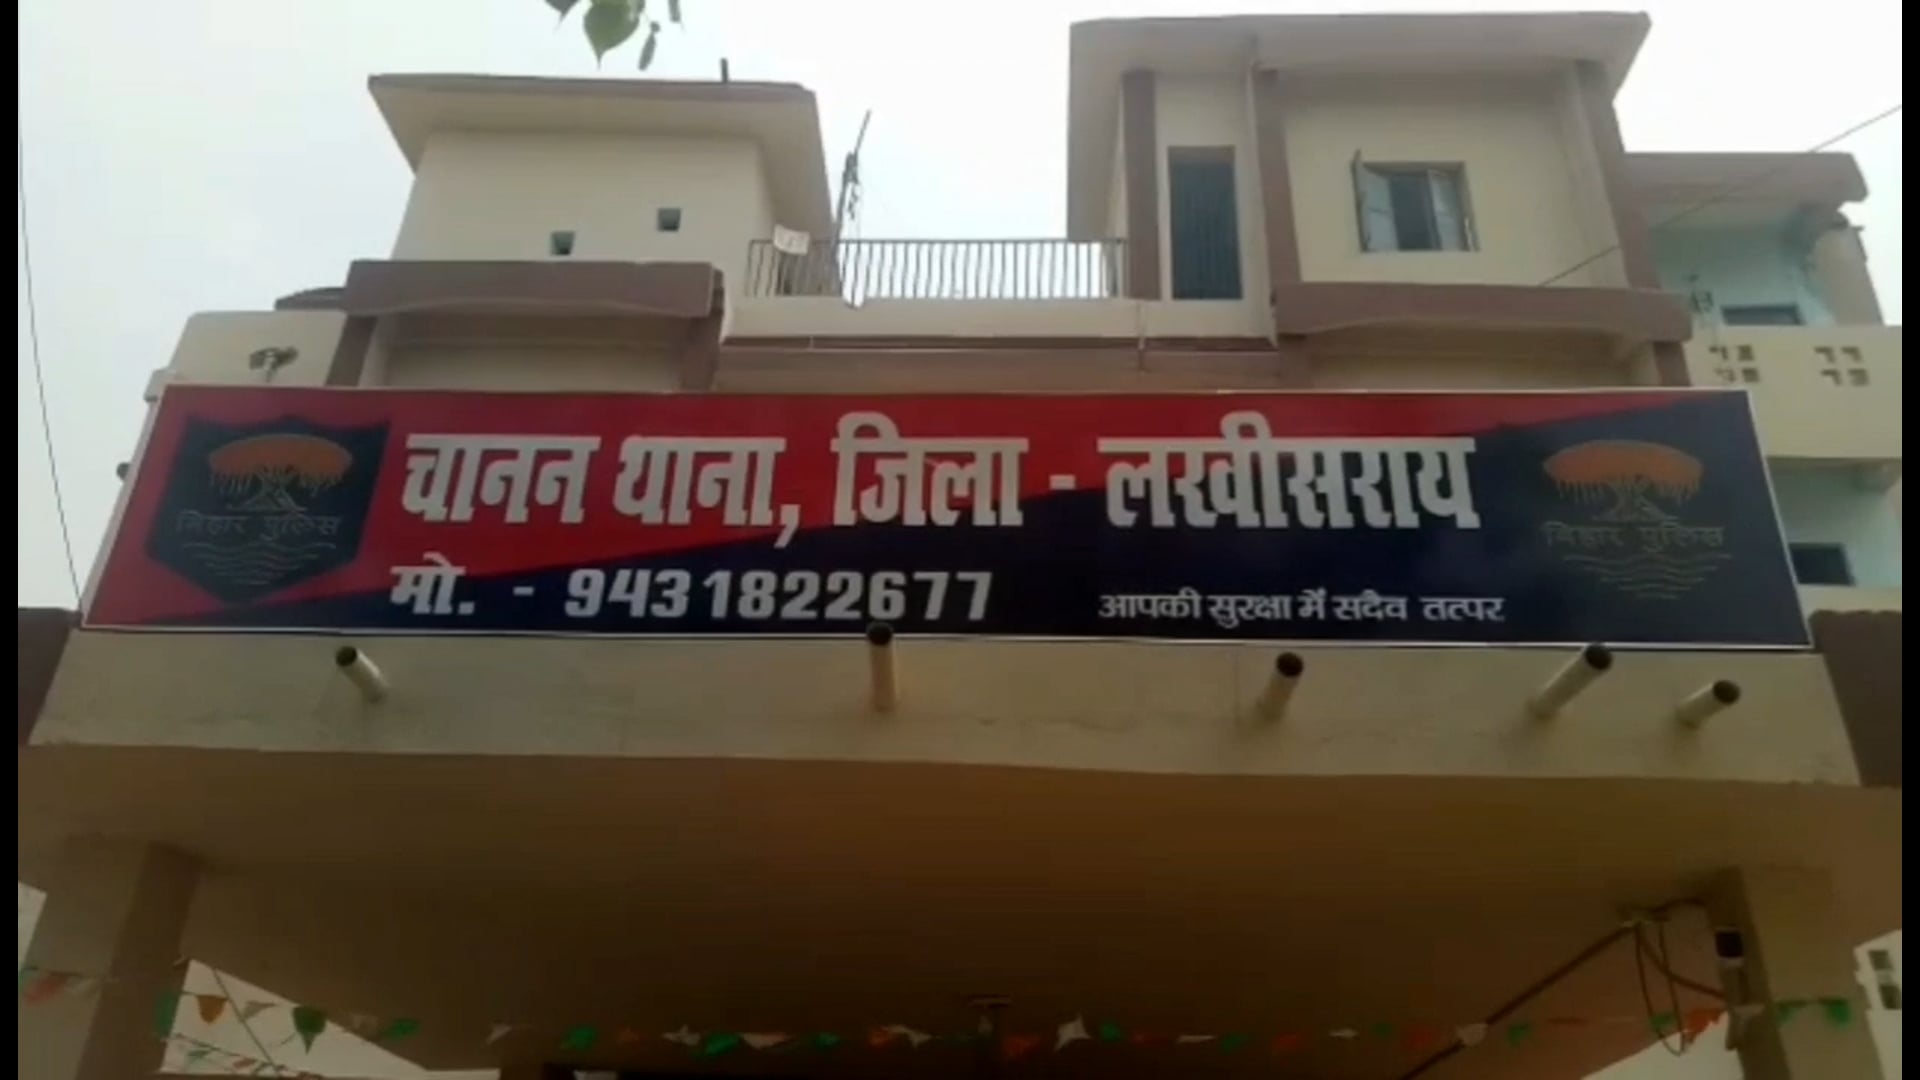 चानन थाना, जिला - लखीसराय
मो. - 9431822677
आपकी सुरक्षा में सदैव तत्पर
बिहार पुलिस
बिहार पुलिस